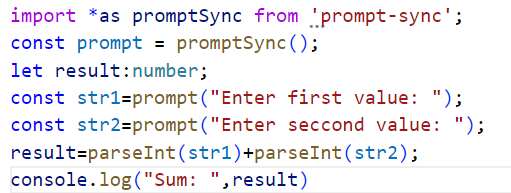 import *as promptSync from 'prompt-sync';
const prompt = promptSync();
let result:number;
const str1=prompt("Enter first value: ");
const str2=prompt("Enter seccond value: ");
result=parseInt(str1)+parseInt(str2);
console.log("Sum: ",result)